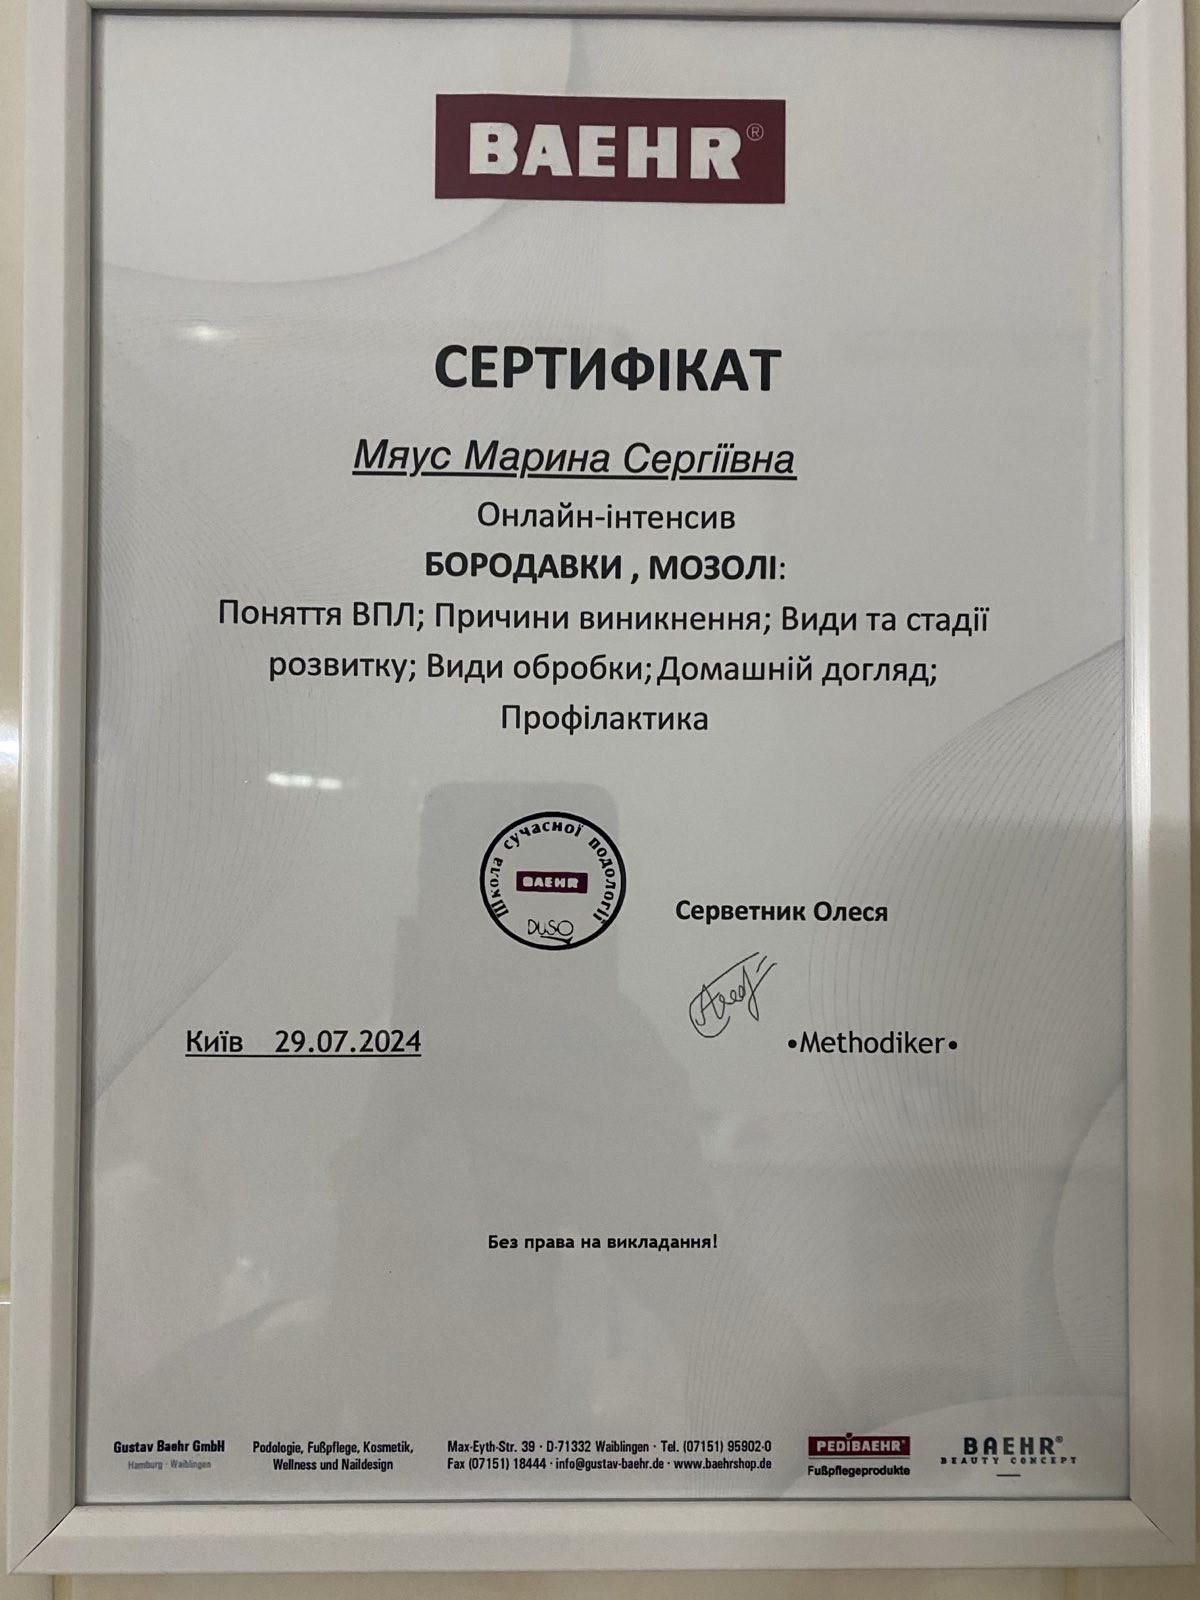 BAEHR®
СЕРТИФІКАТ
Мяус Марина Сергіївна
Онлайн-інтенсив
БОРОДАВКИ , МОЗОЛІ:
Поняття ВПЛ; Причини виникнення; Види та стадії
розвитку; Види обробки; Домашній догляд;
Профілактика
Школа сучасної подології
BAEHR
DUSO
Серветник Олеся
Київ 29.07.2024
•Methodiker•
Без права на викладання!
Gustav Baehr GmbH
Hamburg · Waiblingen
Podologie, Fußpflege, Kosmetik,
Wellness und Naildesign
Max-Eyth-Str. 39 · D-71332 Waiblingen · Tel. (07151) 95902-0
Fax (07151) 18444 · info@gustav-baehr.de · www.baehrshop.de
PEDIBAEHR®
Fußpflegeprodukte
BAEHR®
BEAUTY CONCEPT